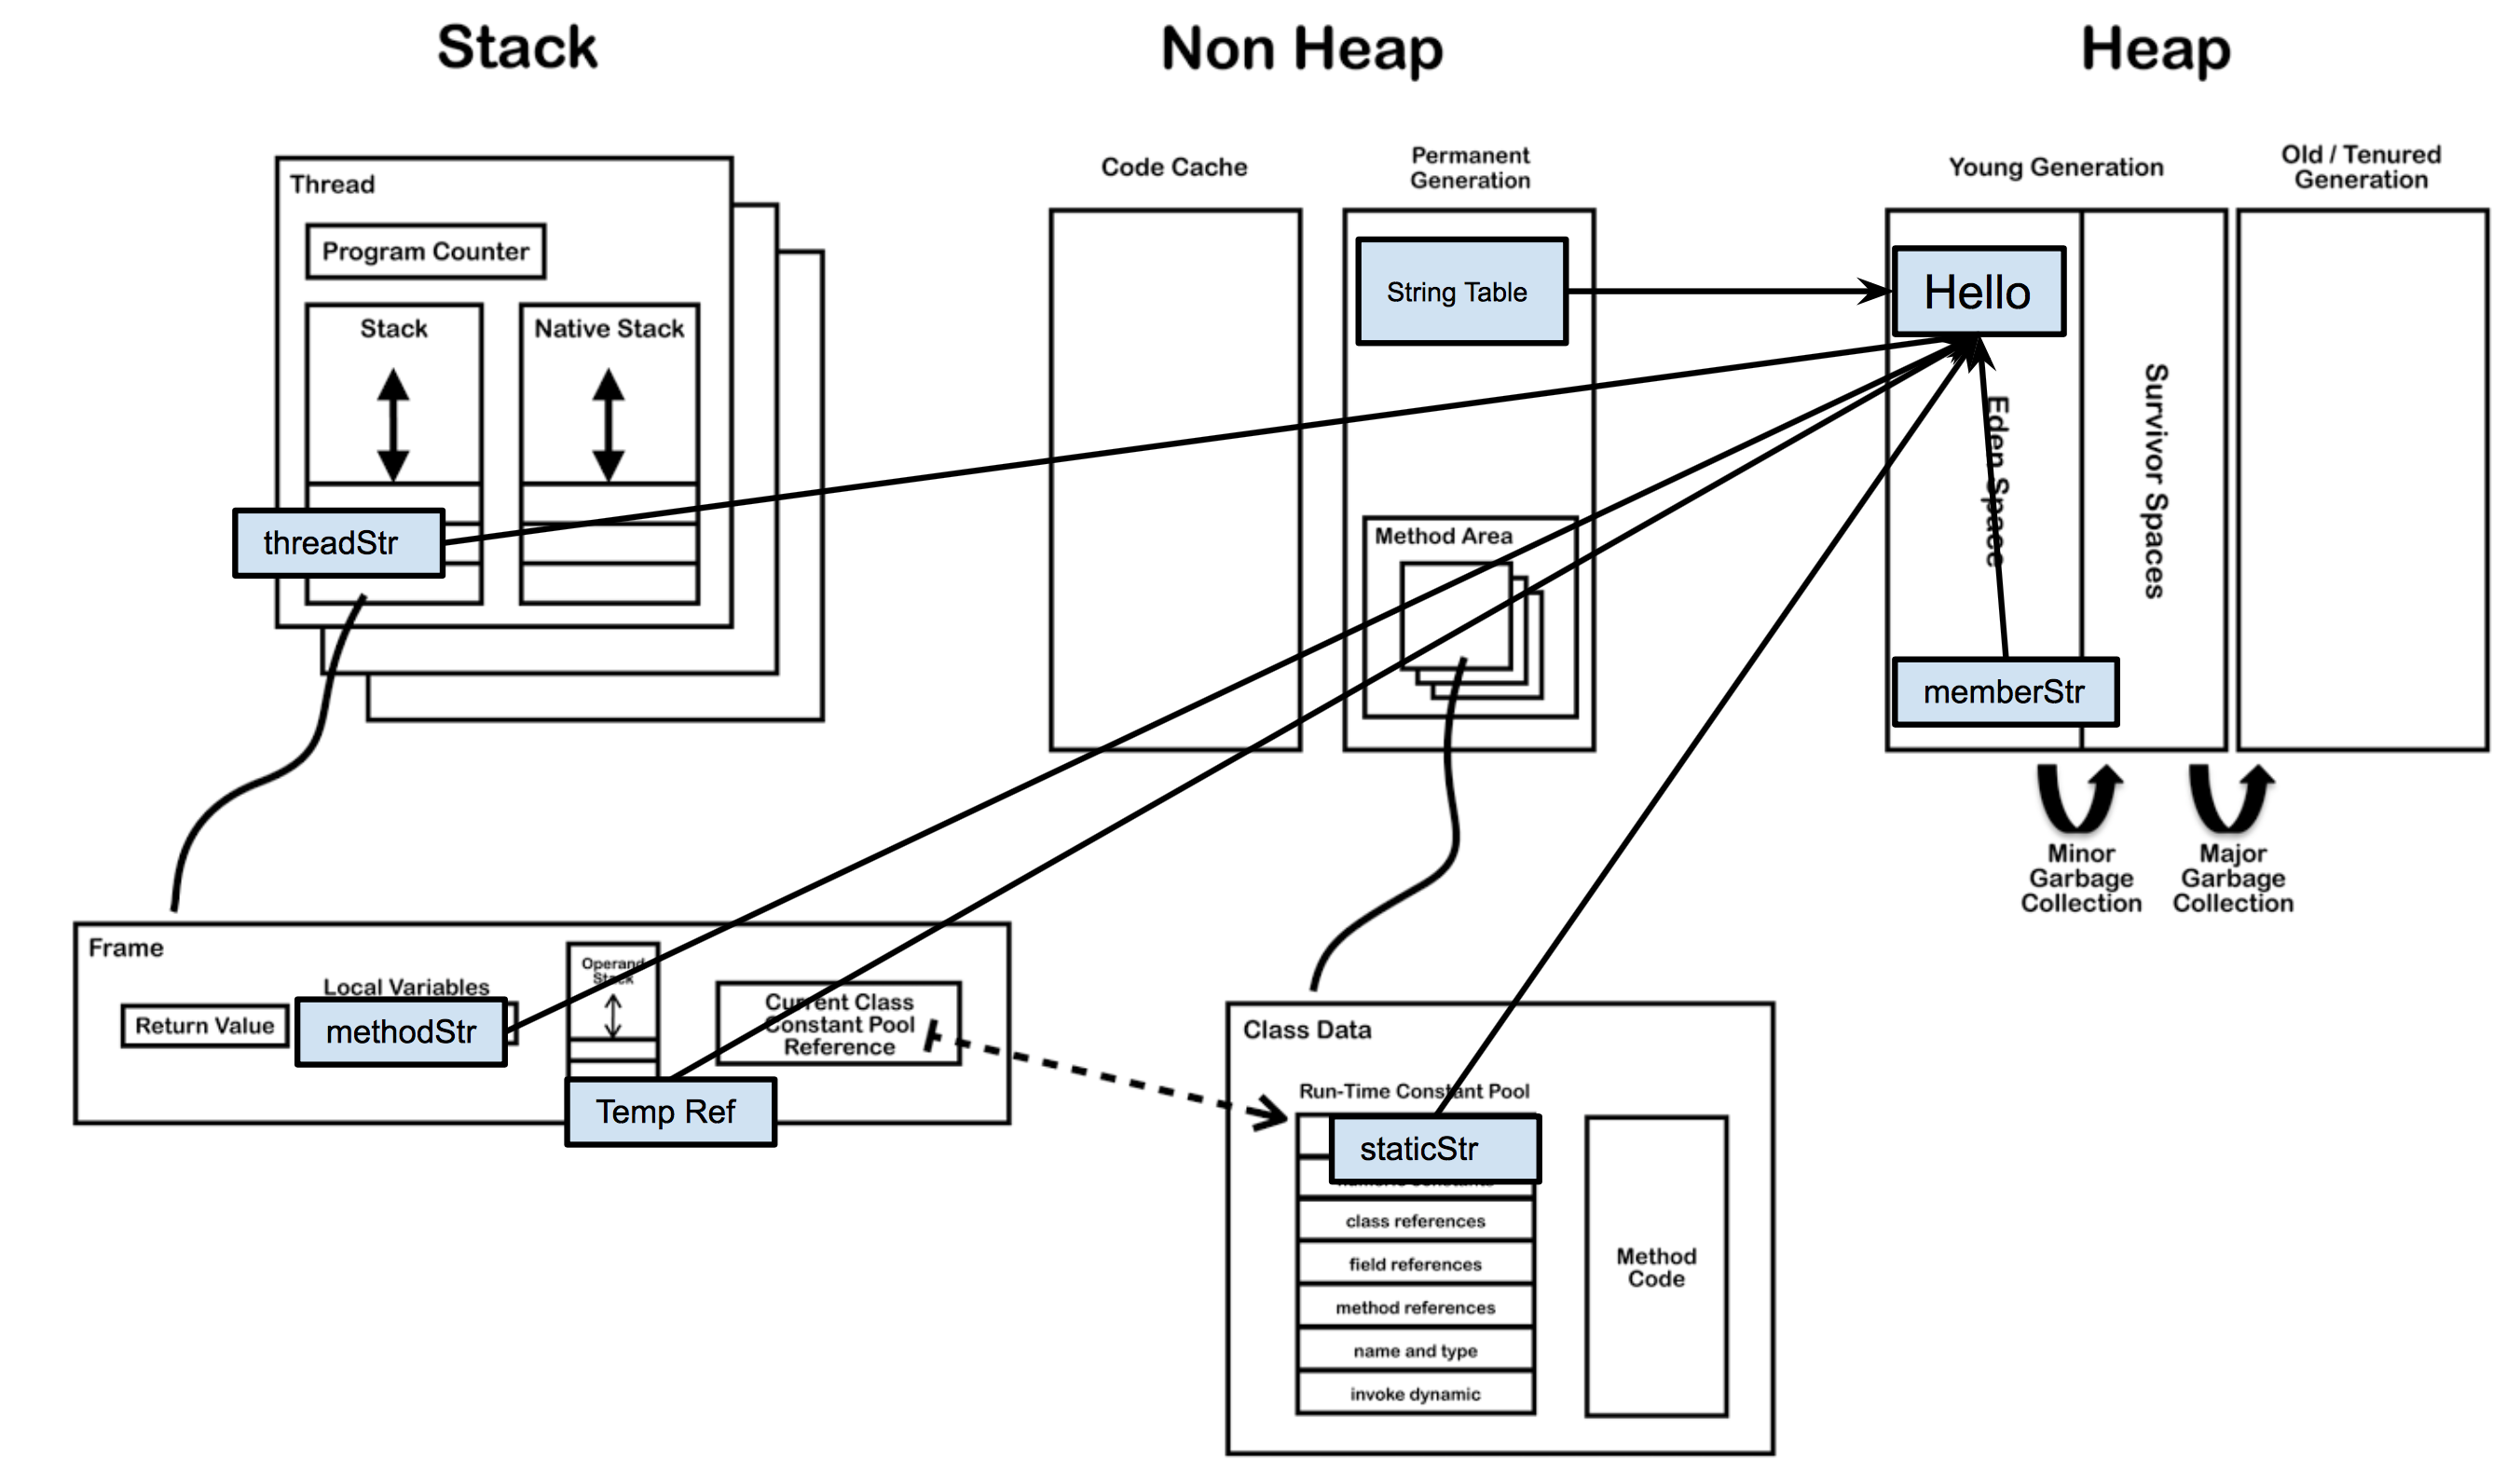 Stack
Non Heap
Heap
Thread
Program Counter
Stack
Native Stack
threadStr
Code Cache
Permanent
Generation
String Table
Method Area
Young Generation
Old / Tenured
Generation
Hello
Eden Space
Survivor Spaces
memberStr
Minor
Garbage
Collection
Major
Garbage
Collection
Frame
Return Value
Local Variables
methodStr
Operand
Stack
Temp Ref
Current Class
Constant Pool
Reference
Class Data
Run-Time Constant Pool
staticStr
class references
field references
method references
name and type
invoke dynamic
Method
Code